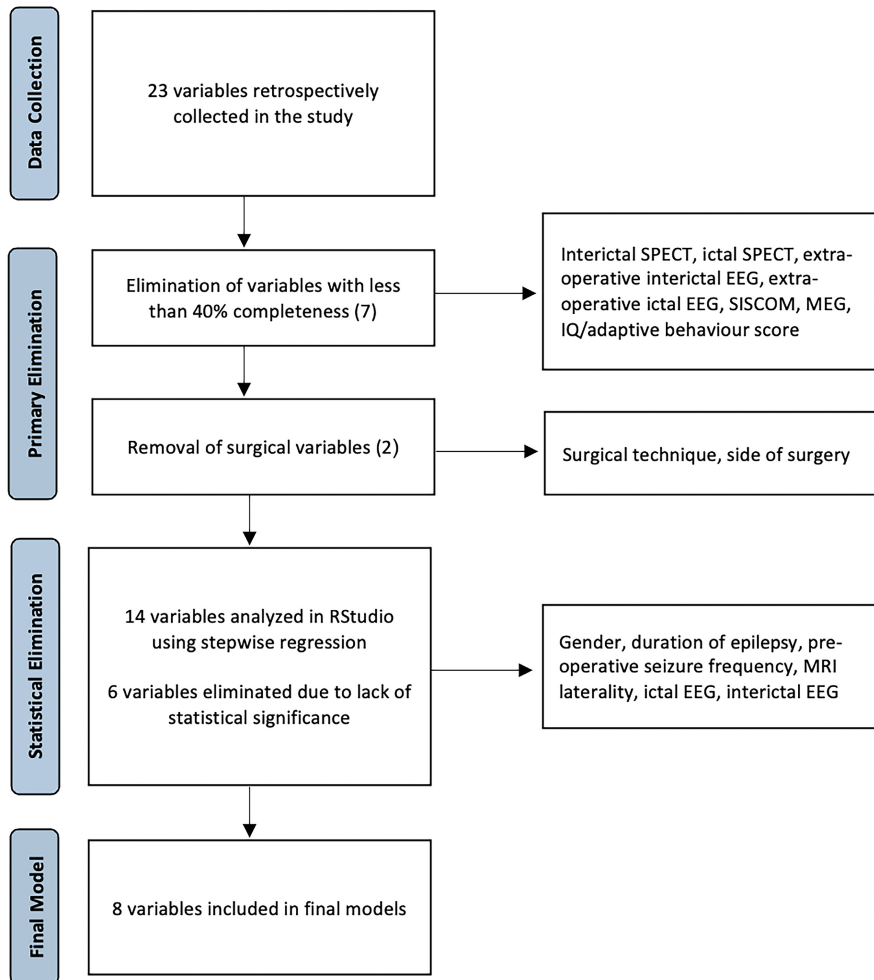 Data Collection
23 variables retrospectively
collected in the study
Primary Elimination
Elimination of variables with less
than 40% completeness (7)
Interictal SPECT, ictal SPECT, extra-
operative interictal EEG, extra-
operative ictal EEG, SISCOM, MEG,
IQ/adaptive behaviour score
Removal of surgical variables (2)
Surgical technique, side of surgery
Statistical Elimination
14 variables analyzed in RStudio
using stepwise regression
6 variables eliminated due to lack of
statistical significance
Gender, duration of epilepsy, pre-
operative seizure frequency, MRI
laterality, ictal EEG, interictal EEG
Final Model
8 variables included in final models